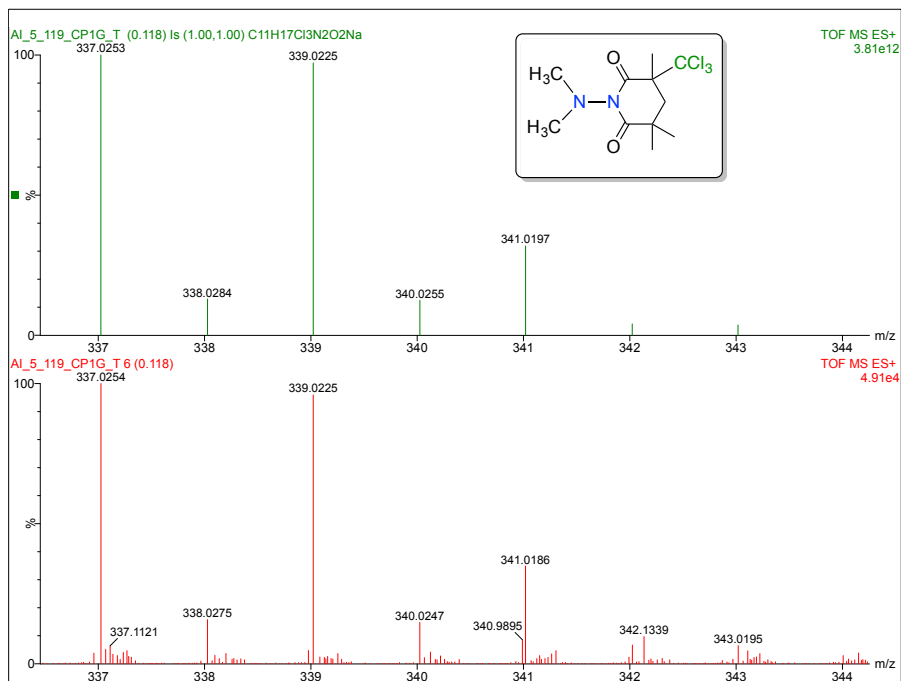 AI_5_119_CP1G_T (0.118) Is (1.00,1.00) C11H17Cl3N2O2Na
TOF MS ES+
3.81e12
100
%
0
337.0253
338.0284
339.0225
340.0255
341.0197
H3C
H3C
N
N
O
O
CCl3
337
338
339
340
341
342
343
344
m/z
AI_5_119_CP1G_T 6 (0.118)
TOF MS ES+
4.91e4
100
%
0
337.0254
337.1121
338.0275
339.0225
340.0247
340.9895
341.0186
342.1339
343.0195
337
338
339
340
341
342
343
344
m/z